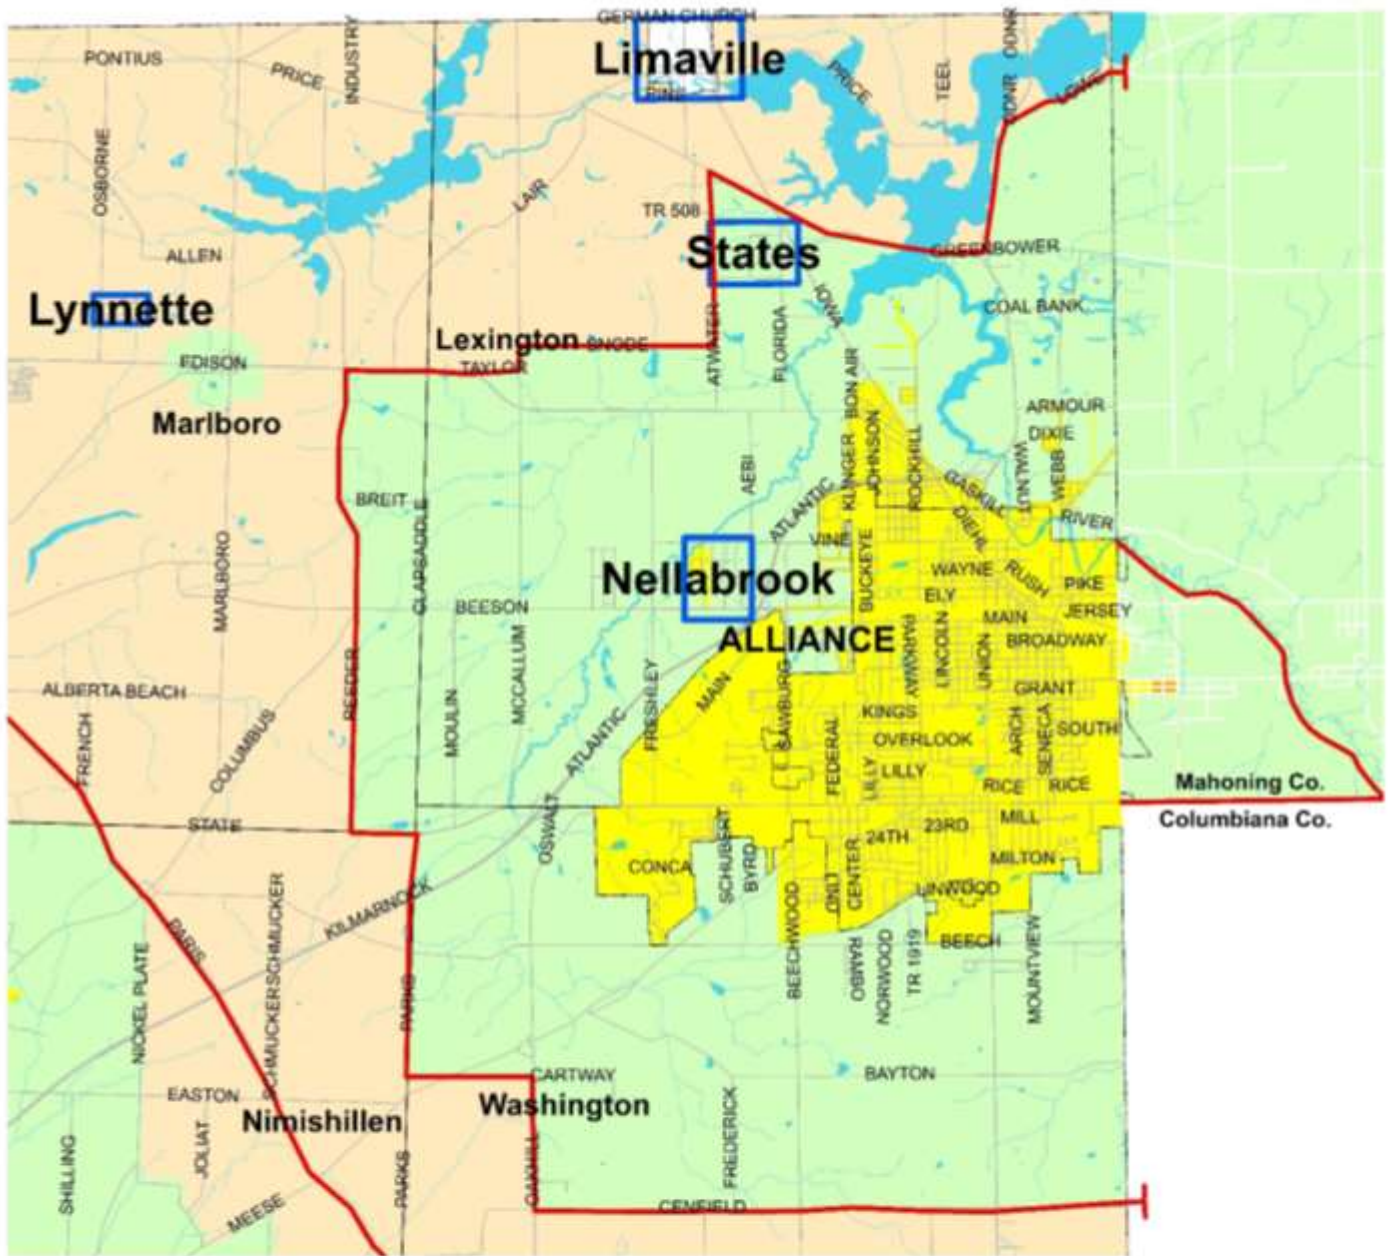 GERMAN CHURCH
Limaville
PONTIUS
PRICE
INDUSTRY
PRICE
TEEL
ODNR
ODNR
LOWE
OSBORNE
LAIR
TR 508
ALLEN
States
GREENBOWER
Lynnette
IOWA
COAL BANK
Lexington
SNODE
ATWATER
FLORIDA
EDISON
TAYLOR
BON AIR
Marlboro
ARMOUR
DIXIE
KLINGER
JOHNSON
ROCKHILL
WALNUT
WEBB
AEBI
GASKILL
BREIT
ATLANTIC
DIEHL
RIVER
CLAPSADDLE
MARLBORO
VINE
BUCKEYE
WAYNE
RUSH
PIKE
Nellabrook
ELY
BEESON
MAIN
JERSEY
ALLIANCE
PARKWAY
LINCOLN
UNION
BROADWAY
MCCALLUM
REEDER
ALBERTA BEACH
MOULIN
FRESHLEY
MAIN
SAWBURG
GRANT
KINGS
FRENCH
COLUMBUS
ATLANTIC
FEDERAL
OVERLOOK
ARCH
SENECA
SOUTH
LILLY
LILLY
RICE
RICE
Mahoning Co.
Columbiana Co.
STATE
OSWALT
24TH
23RD
MILL
CONCA
SCHUBERT
BYRD
CENTER
MILTON
LINWOOD
KILMARNOCK
SCHMUCKER
SCHMUCKER
PARIS
BEECHWOOD
BEECH
RAMBO
NORWOOD
TR 1919
MOUNTVIEW
NICKEL PLATE
PARKS
CARTWAY
BAYTON
EASTON
Washington
Nimishillen
FREDERICK
SHILLING
JOLIAT
PARKS
OAKHILL
MEESE
CENFIELD